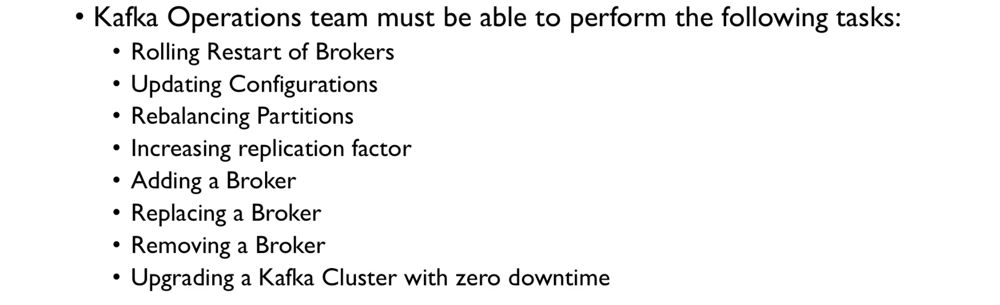 • Kafka Operations team must be able to perform the following tasks:
• Rolling Restart of Brokers
• Updating Configurations
• Rebalancing Partitions
• Increasing replication factor
• Adding a Broker
• Replacing a Broker
• Removing a Broker
• Upgrading a Kafka Cluster with zero downtime